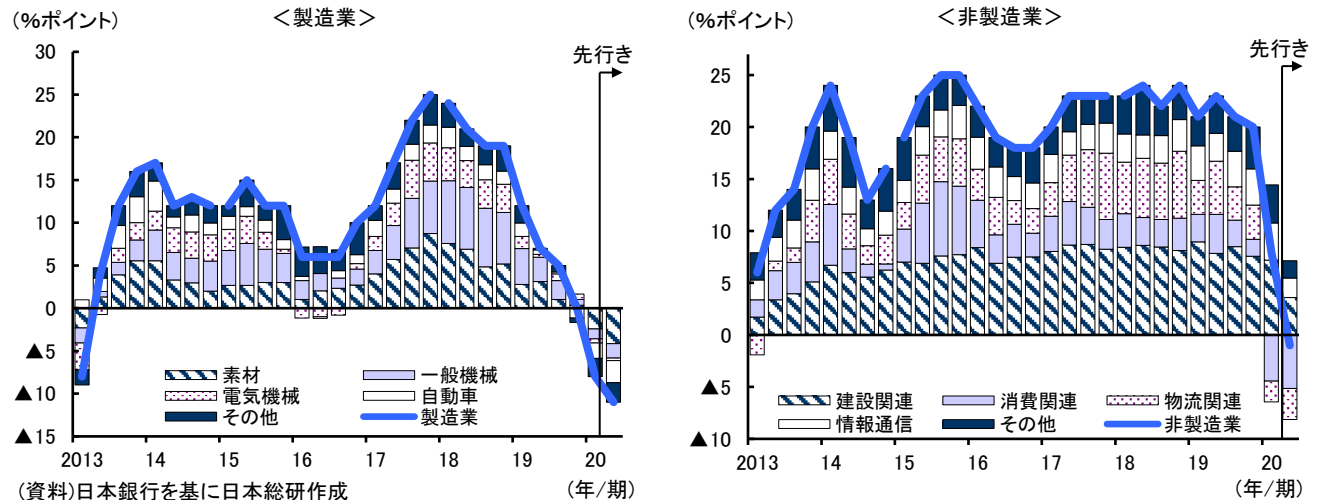 (%ポイント)
<製造業>
先行き
30
25
20
15
10
5
0
▲ 5
▲ 10
▲ 15
素材
一般機械
電気機械
自動車
その他
製造業
2013 14 15 16 17 18 19 20
(資料)日本銀行を基に日本総研作成
(年/期)
(%ポイント)
<非製造業>
先行き
25
20
15
10
5
0
▲ 5
▲ 10
建設関連
消費関連
物流関連
情報通信
その他
非製造業
2013 14 15 16 17 18 19 20
(年/期)